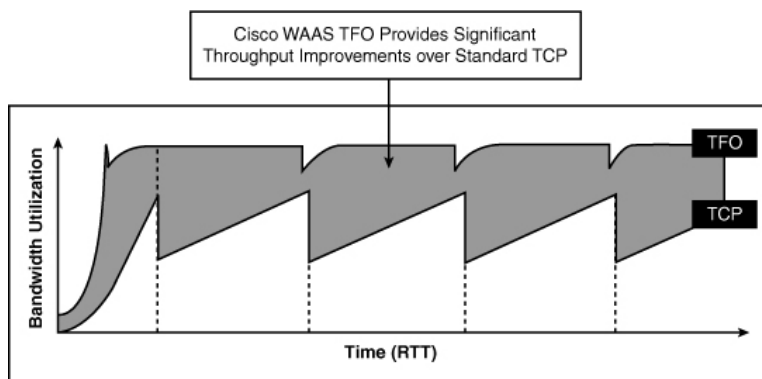 Cisco WAAS TFO Provides Significant
Throughput Improvements over Standard TCP
TFO
TCP
Bandwidth Utilization
Time (RTT)